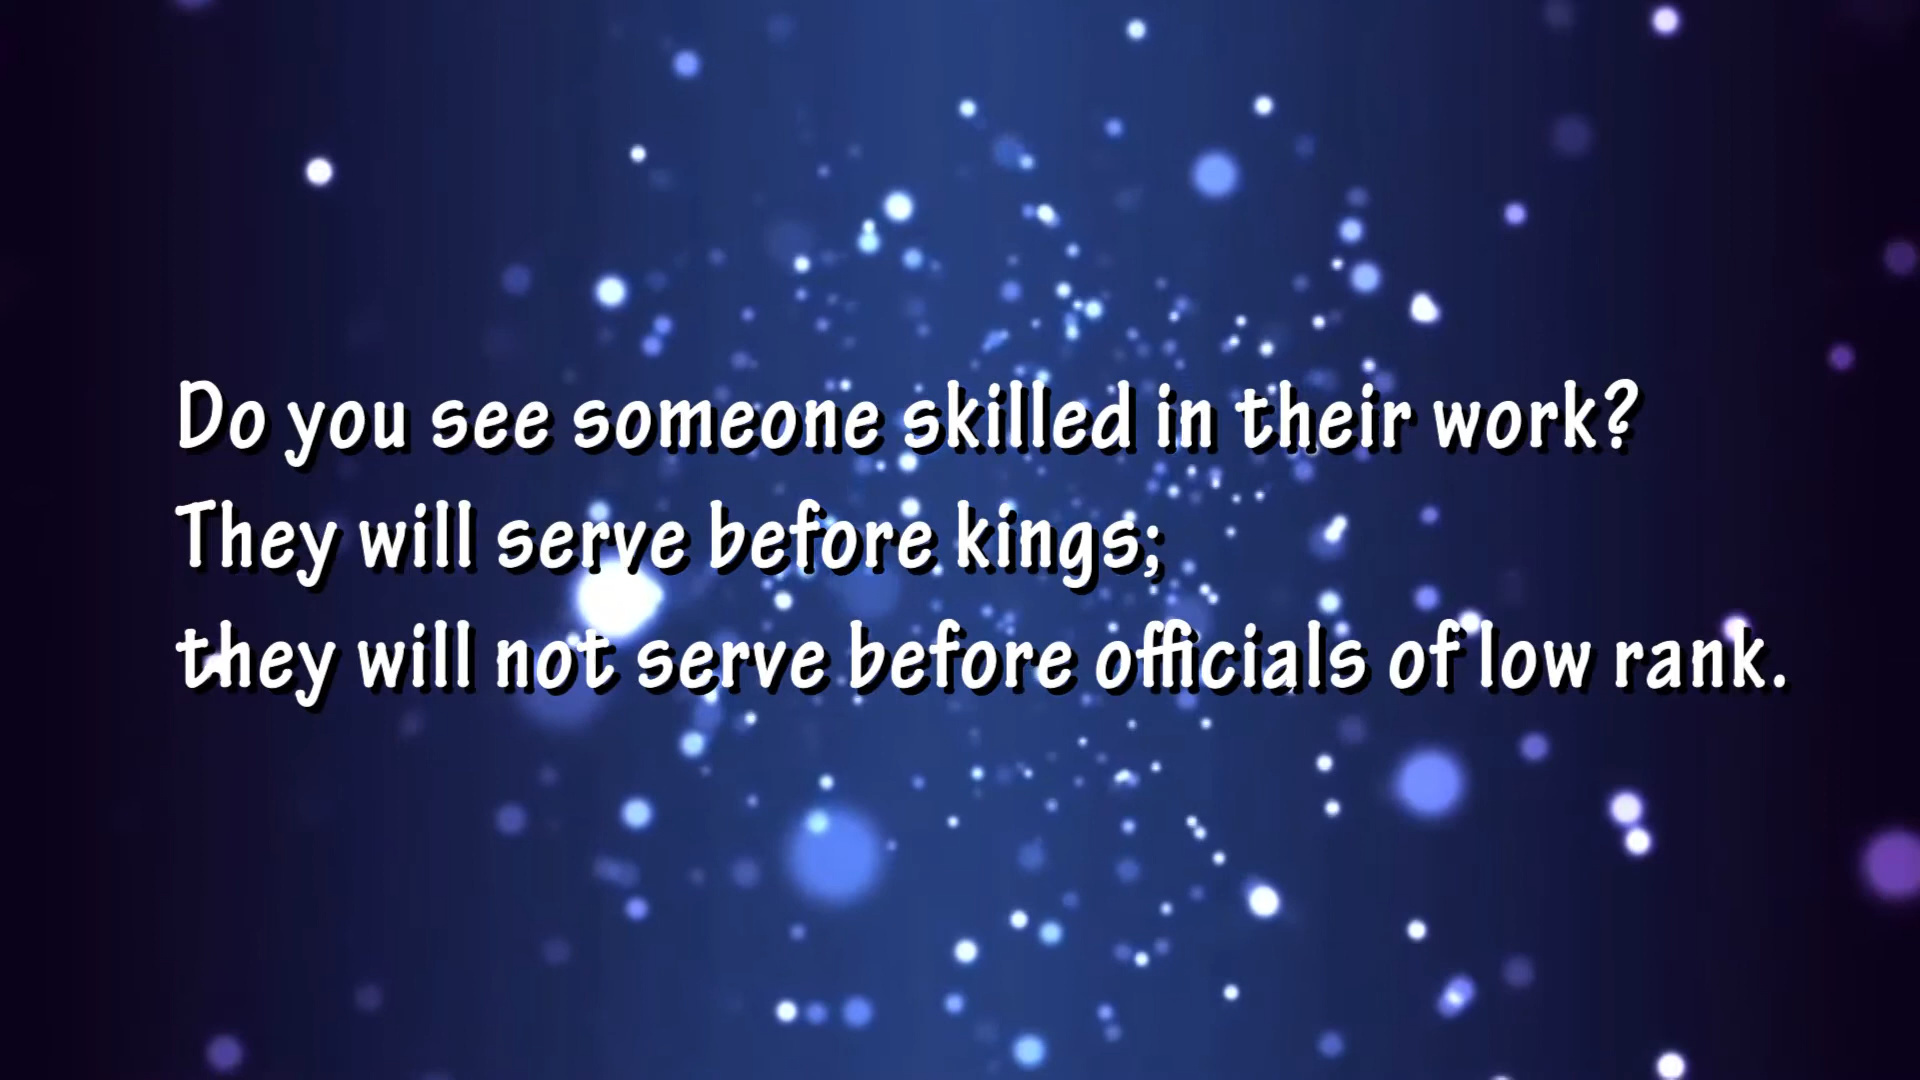 Do you see someone skilled in their work?
They will serve before kings;
they will not serve before officials of low rank.